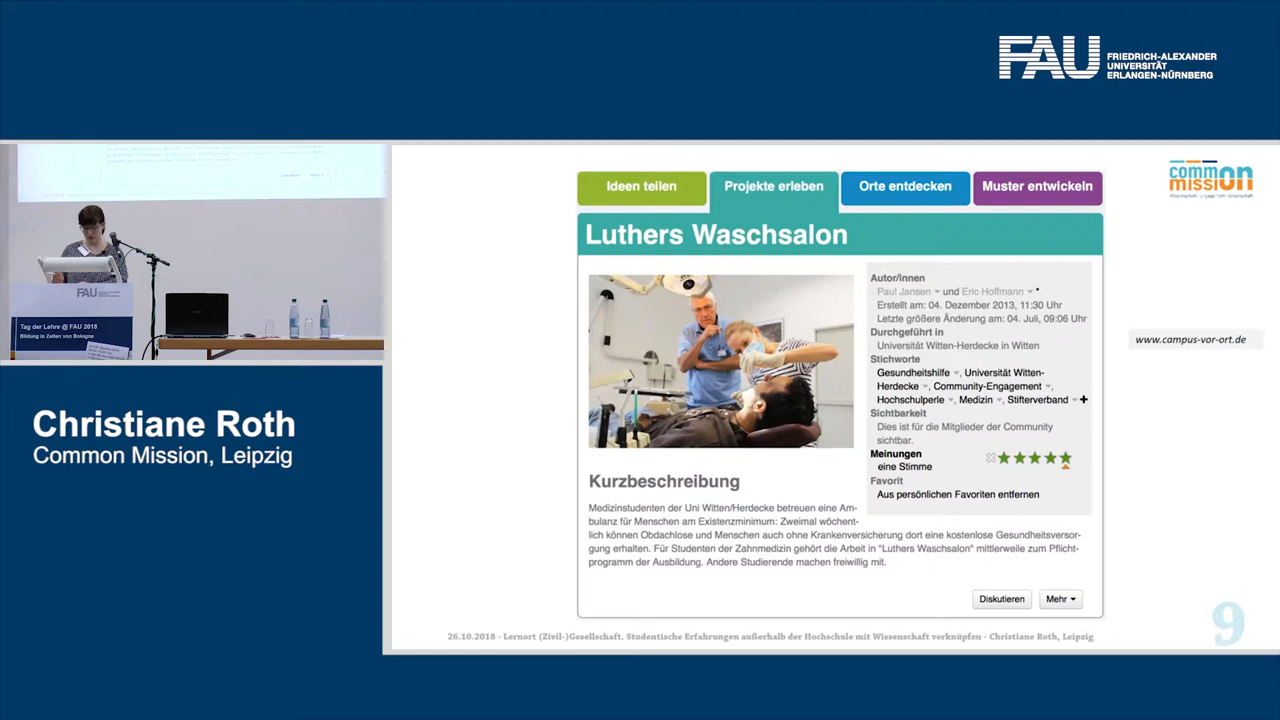 FAU
FRIEDRICH-ALEXANDER
UNIVERSITÄT
ERLANGEN-NÜRNBERG
FAU
Tag der Lehre @ FAU 2018
Bildung in Zeiten von Bologna
Christiane Roth
Common Mission, Leipzig
Ideen teilen
Projekte erleben
Orte entdecken
Muster entwickeln
common
mission
Luthers Waschsalon
Autor/innen
Paul Jansen und Eric Hoffmann
Erstellt am: 04. Dezember 2013, 11:30 Uhr
Letzte größere Änderung am: 04. Juli, 09:06 Uhr
Durchgeführt in
Universität Witten-Herdecke in Witten
Stichworte
Gesundheitshilfe , Universität Witten-
Herdecke , Community-Engagement ,
Hochschulperle , Medizin , Stifterverband
Sichtbarkeit
Dies ist für die Mitglieder der Community
sichtbar.
Meinungen
eine Stimme
Favorit
Aus persönlichen Favoriten entfernen
Kurzbeschreibung
Medizinstudenten der Uni Witten/Herdecke betreuen eine Am-
bulanz für Menschen am Existenzminimum: Zweimal wöchent-
lich können Obdachlose und Menschen auch ohne Krankenversicherung dort eine kostenlose Gesundheitsversor-
gung erhalten. Für Studenten der Zahnmedizin gehört die Arbeit in "Luthers Waschsalon" mittlerweile zum Pflicht-
programm der Ausbildung. Andere Studierende machen freiwillig mit.
Diskutieren
Mehr
www.campus-vor-ort.de
26.10.2018 - Lernort (Zivil-)Gesellschaft. Studentische Erfahrungen außerhalb der Hochschule mit Wissenschaft verknüpfen - Christiane Roth, Leipzig
9